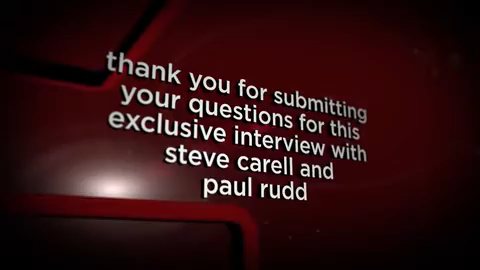 thank you for submitting
your questions for this
exclusive interview with
steve carell and
paul rudd